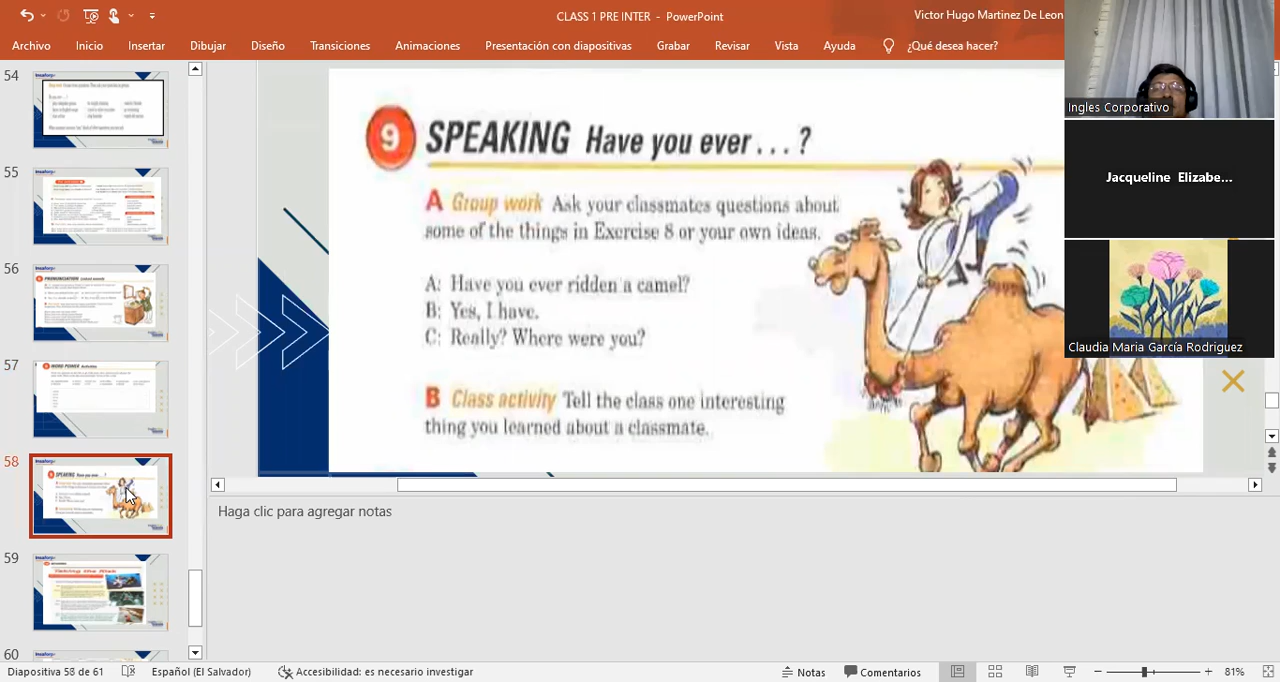 CLASS 1 PRE INTER - PowerPoint
Victor Hugo Martinez De Leon
Archivo Inicio Insertar Dibujar Diseño Transiciones Animaciones Presentación con diapositivas Grabar Revisar Vista Ayuda ¿Qué desea hacer?
54
55
56
57
58
59
60
9 SPEAKING Have you ever . . . ?
A Group work Ask your classmates questions about
some of the things in Exercise 8 or your own ideas.
A: Have you ever ridden a camel?
B: Yes, I have.
C: Really? Where were you?
B Class activity Tell the class one interesting
thing you learned about a classmate.
Ingles Corporativo
Jacqueline Elizabe...
Claudia Maria García Rodriguez
Haga clic para agregar notas
Diapositiva 58 de 61 Español (El Salvador) Accesibilidad: es necesario investigar Notas Comentarios 81%